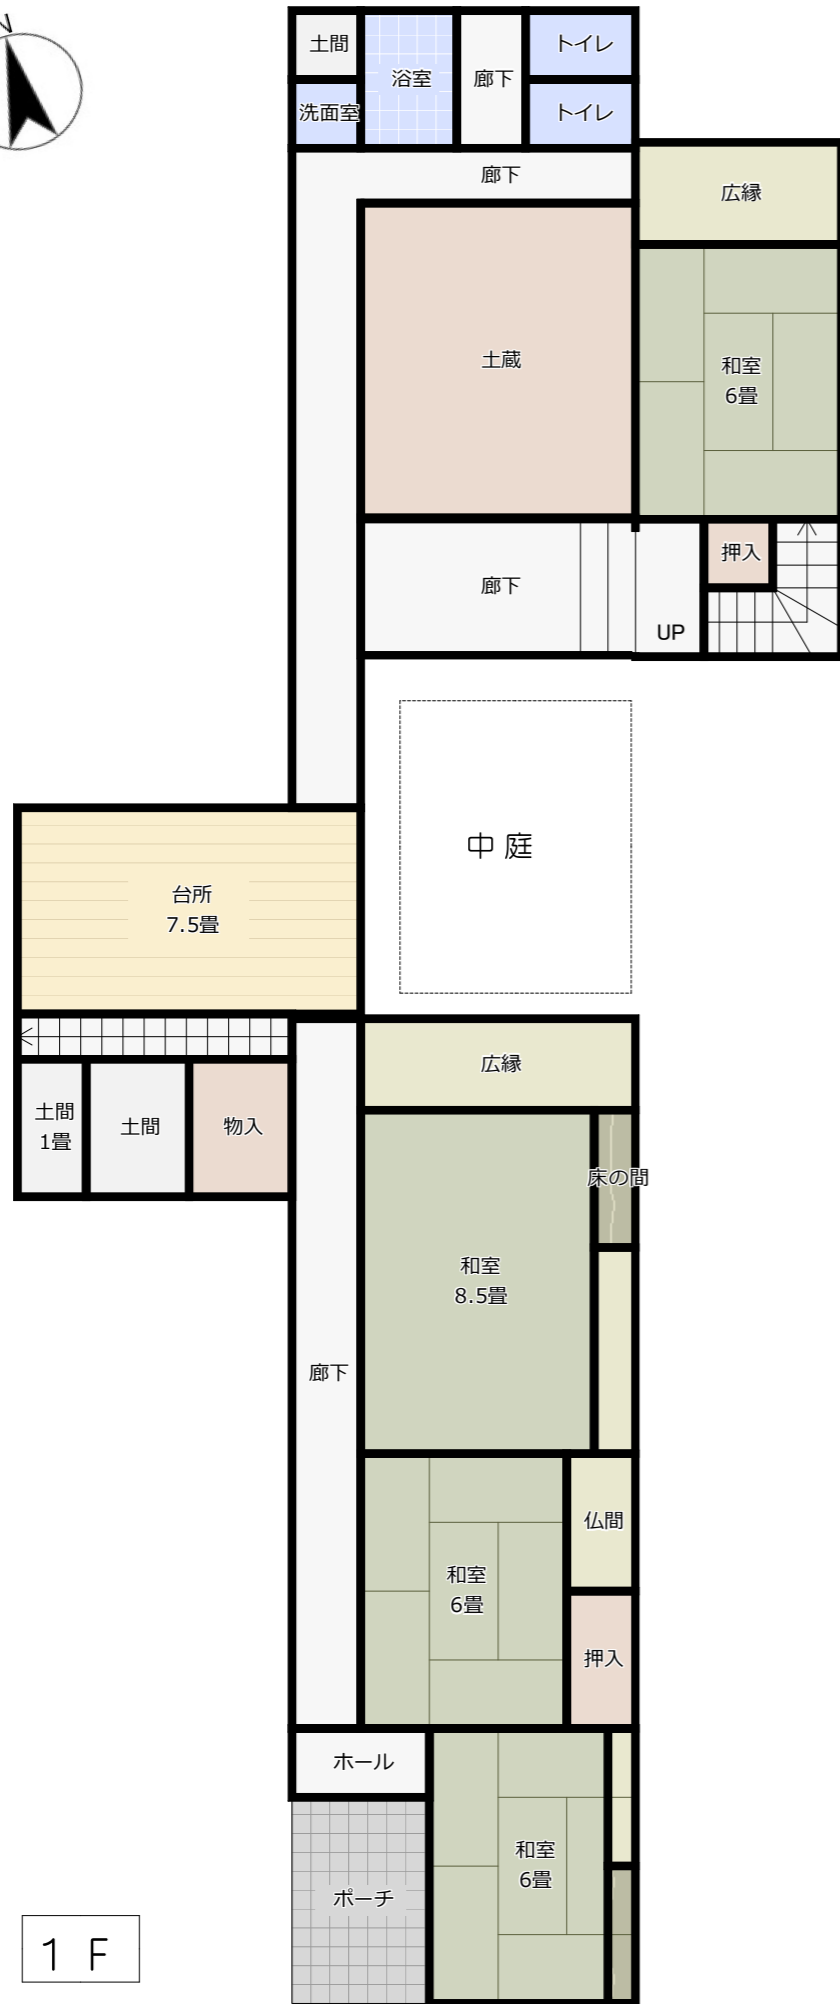 N
土間
浴室
廊下
トイレ
洗面室
トイレ
廊下
広縁
土蔵
和室
6畳
廊下
押入
UP
中庭
台所
7.5畳
広縁
土間
1畳
土間
物入
床の間
和室
8.5畳
廊下
仏間
和室
6畳
押入
ホール
和室
6畳
ポーチ
1F